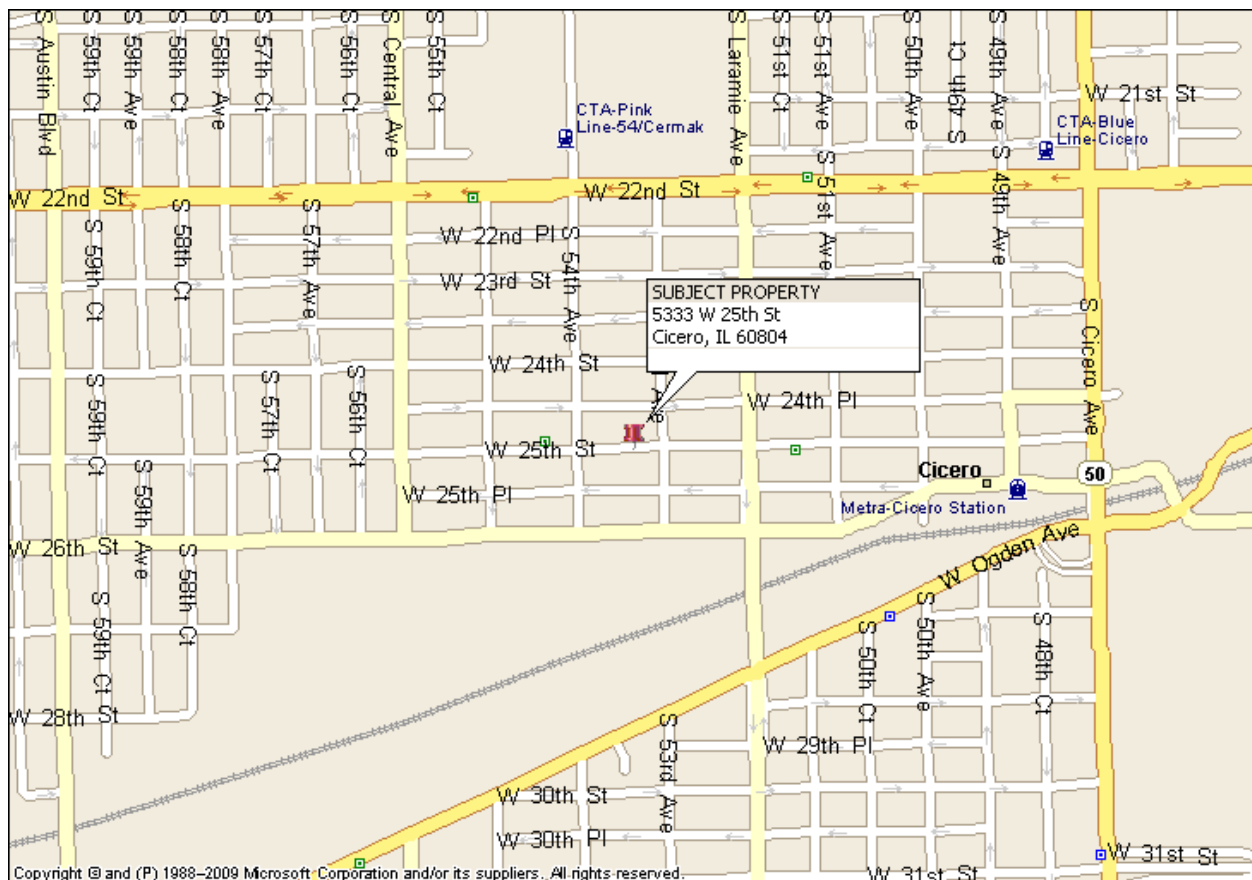 S 59th Ct
S 59th Ave
S 58th Ct
S 58th Ave
S 57th Ct
S 56th Ct
Central Ave
S 55th Ct
S Laramie Ave
S 51st Ct
S 51st Ave
S 50th Ave
S 49th Ct
S 49th Ave
S Austin Blvd
W 21st St
CTA-Pink
Line-54/Cermak
CTA-Blue
Line-Cicero
W 22nd St
W 22nd St
S 59th Ct
S 58th Ct
S 57th Ave
W 22nd Pl
S 54th Ave
S 51st Ave
S 49th Ave
W 23rd St
SUBJECT PROPERTY
5333 W 25th St
Cicero, IL 60804
S Cicero Ave
W 24th St
S 59th Ct
S 57th Ct
S 56th Ct
Ave
W 24th Pl
W 25th St
S 59th Ave
Cicero
50
W 25th Pl
Metra-Cicero Station
W 26th St
S 58th Ct
W Ogden Ave
S 59th Ct
S 50th Ct
S 50th Ave
S 48th Ct
W 28th St
S 53rd Ave
W 29th Pl
W 30th St
W 30th Pl
W 31st St
W 31st St
Copyright © and (P) 1988–2009 Microsoft Corporation and/or its suppliers. All rights reserved.